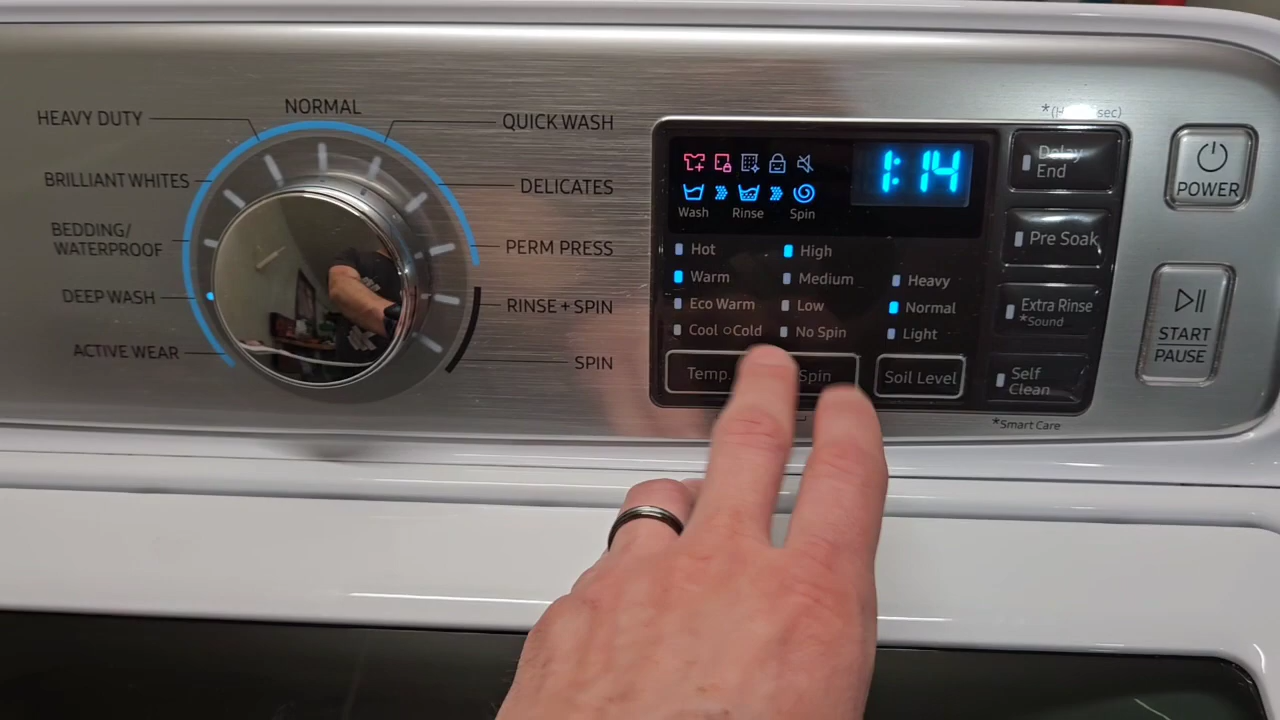 HEAVY DUTY
BRILLIANT WHITES
BEDDING/
WATERPROOF
DEEP WASH
ACTIVE WEAR
NORMAL
QUICK WASH
DELICATES
PERM PRESS
RINSE + SPIN
SPIN
1:14
Wash Rinse Spin
Hot
Warm
Eco Warm
Cool Cold
High
Medium
Low
No Spin
Heavy
Normal
Light
Temp. Spin Soil Level
sec)
Delay
End
Pre Soak
Extra Rinse
*Sound
Self
Clean
*Smart Care
POWER
START
PAUSE